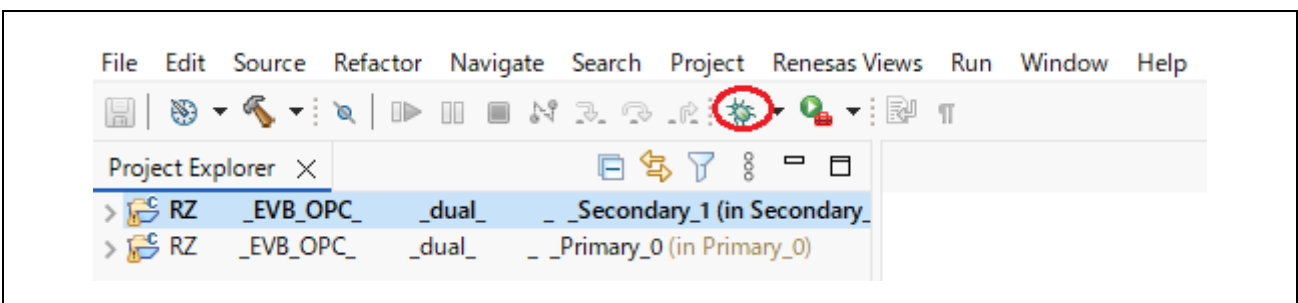 File Edit Source Refactor Navigate Search Project Renesas Views Run Window Help
Project Explorer
RZ _EVB_OPC_ _dual_ _ _Secondary_1 (in Secondary_
RZ _EVB_OPC_ _dual_ _ _Primary_0 (in Primary_0)